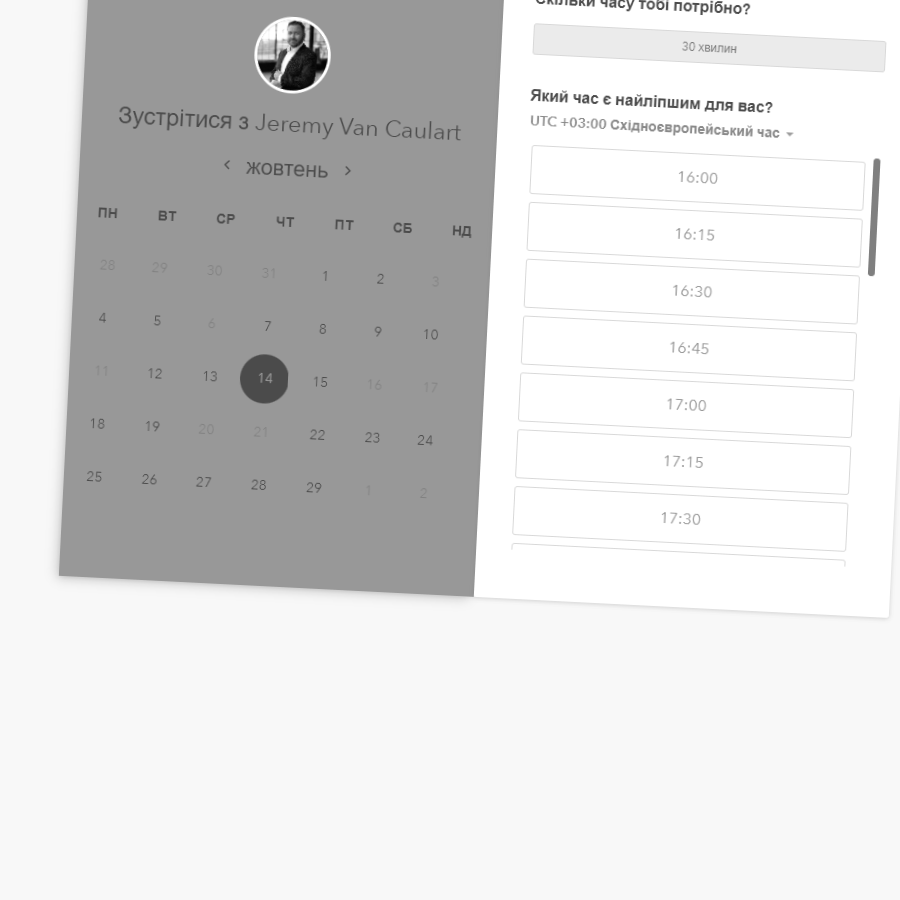 Зустрітися з Jeremy Van Caulart
< жовтень >
ПН ВТ СР ЧТ ПТ СБ НД
28 29 30 31 1 2 3
4 5 6 7 8 9 10
11 12 13 14 15 16 17
18 19 20 21 22 23 24
25 26 27 28 29 1 2
Скільки часу тобі потрібно?
30 хвилин
Який час є найліпшим для вас?
UTC +03:00 Східноєвропейський час
16:00
16:15
16:30
16:45
17:00
17:15
17:30